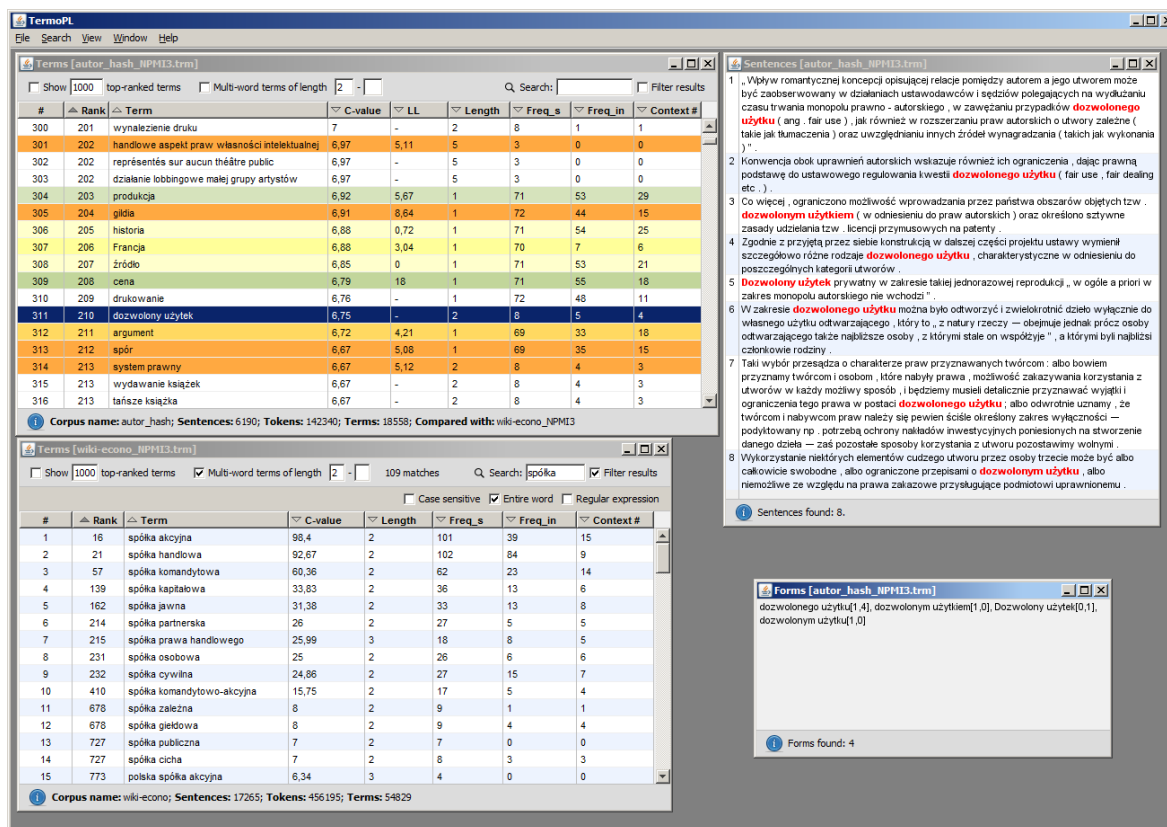 TermoPL
File Search View Window Help
Terms [autor_hash_NPMI3.trm]
Show 1000 top-ranked terms Multi-word terms of length 2 - Search: Filter results
# Rank Term C-value LL Length Freq_s Freq_in Context #
300 201 wynalezienie druku 7 - 2 8 1 1
301 202 handlowe aspekt praw własności intelektualnej 6,97 5,11 5 3 0 0
302 202 représentés sur aucun théâtre public 6,97 - 5 3 0 0
303 202 działanie lobbingowe małej grupy artystów 6,97 - 5 3 0 0
304 203 produkcja 6,92 5,67 1 71 53 29
305 204 gildia 6,91 8,64 1 72 44 15
306 205 historia 6,88 0,72 1 71 54 25
307 206 Francja 6,88 3,04 1 70 7 6
308 207 źródło 6,85 0 1 71 53 21
309 208 cena 6,79 18 1 71 55 18
310 209 drukowanie 6,76 - 1 72 48 11
311 210 dozwolony użytek 6,75 - 2 8 5 4
312 211 argument 6,72 4,21 1 69 33 18
313 212 spór 6,67 5,08 1 69 35 15
314 213 system prawny 6,67 5,12 2 8 4 3
315 213 wydawanie książek 6,67 - 2 8 4 3
316 213 tańsze książka 6,67 - 2 8 4 3
Corpus name: autor_hash; Sentences: 6190; Tokens: 142340; Terms: 18558; Compared with: wiki-econo_NPMI3
Terms [wiki-econo_NPMI3.trm]
Show 1000 top-ranked terms Multi-word terms of length 2 - 109 matches Search: spółka Filter results
Case sensitive Entire word Regular expression
# Rank Term C-value Length Freq_s Freq_in Context #
1 16 spółka akcyjna 98,4 2 101 39 15
2 21 spółka handlowa 92,67 2 102 84 9
3 57 spółka komandytowa 60,36 2 62 23 14
4 139 spółka kapitałowa 33,83 2 36 13 6
5 162 spółka jawna 31,38 2 33 13 8
6 214 spółka partnerska 26 2 27 5 5
7 215 spółka prawa handlowego 25,99 3 18 8 5
8 231 spółka osobowa 25 2 26 6 6
9 232 spółka cywilna 24,86 2 27 15 7
10 410 spółka komandytowo-akcyjna 15,75 2 17 5 4
11 678 spółka zależna 8 2 9 1 1
12 678 spółka giełdowa 8 2 9 4 4
13 727 spółka publiczna 7 2 7 0 0
14 727 spółka cicha 7 2 8 3 3
15 773 polska spółka akcyjna 6,34 3 4 0 0
Corpus name: wiki-econo; Sentences: 17265; Tokens: 456195; Terms: 54829
Sentences [autor_hash_NPMI3.trm]
1 „ Wpływ romantycznej koncepcji opisującej relacje pomiędzy autorem a jego utworem może
być zaobserwowany w działaniach ustawodawców i sędziów polegających na wydłużaniu
czasu trwania monopolu prawno - autorskiego , w zawężaniu przypadków dozwolonego
użytku ( ang . fair use ) , jak również w rozszerzaniu praw autorskich o utwory zależne (
takie jak tłumaczenia ) oraz uwzględnianiu innych źródeł wynagradzania ( takich jak wykonania
) " .
2 Konwencja obok uprawnień autorskich wskazuje również ich ograniczenia , dając prawną
podstawę do ustawowego regulowania kwestii dozwolonego użytku ( fair use , fair dealing
etc . ) .
3 Co więcej , ograniczono możliwość wprowadzania przez państwa obszarów objętych tzw .
dozwolonym użytkiem ( w odniesieniu do praw autorskich ) oraz określono sztywne
zasady udzielania tzw . licencji przymusowych na patenty .
4 Zgodnie z przyjętą przez siebie konstrukcją w dalszej części projektu ustawy wymienił
szczegółowo różne rodzaje dozwolonego użytku , charakterystyczne w odniesieniu do
poszczególnych kategorii utworów .
5 Dozwolony użytek prywatny w zakresie takiej jednorazowej reprodukcji „ w ogóle a priori w
zakres monopolu autorskiego nie wchodzi " .
6 W zakresie dozwolonego użytku można było odtworzyć i zwielokrotnić dzieło wyłącznie do
własnego użytku odtwarzającego , który to „ z natury rzeczy — obejmuje jednak prócz osoby
odtwarzającego także najbliższe osoby , z którymi stale on współżyje " , a którymi byli najbliżsi
członkowie rodziny .
7 Taki wybór przesądza o charakterze praw przyznawanych twórcom : albo bowiem
przyznamy twórcom i osobom , które nabyły prawa , możliwość zakazywania korzystania z
utworów w każdy możliwy sposób , i będziemy musieli detalicznie przyznawać wyjątki i
ograniczenia tego prawa w postaci dozwolonego użytku ; albo odwrotnie uznamy , że
twórcom i nabywcom praw należy się pewien ściśle określony zakres wyłączności —
podyktowany np . potrzebą ochrony nakładów inwestycyjnych poniesionych na stworzenie
danego dzieła — zaś pozostałe sposoby korzystania z utworu pozostawimy wolnymi .
8 Wykorzystanie niektórych elementów cudzego utworu przez osoby trzecie może być albo
całkowicie swobodne , albo ograniczone przepisami o dozwolonym użytku , albo
niemożliwe ze względu na prawa zakazowe przysługujące podmiotowi uprawnionemu .
Sentences found: 8.
Forms [autor_hash_NPMI3.trm]
dozwolonego użytku[1,4], dozwolonym użytkiem[1,0], Dozwolony użytek[0,1],
dozwolonym użytku[1,0]
Forms found: 4